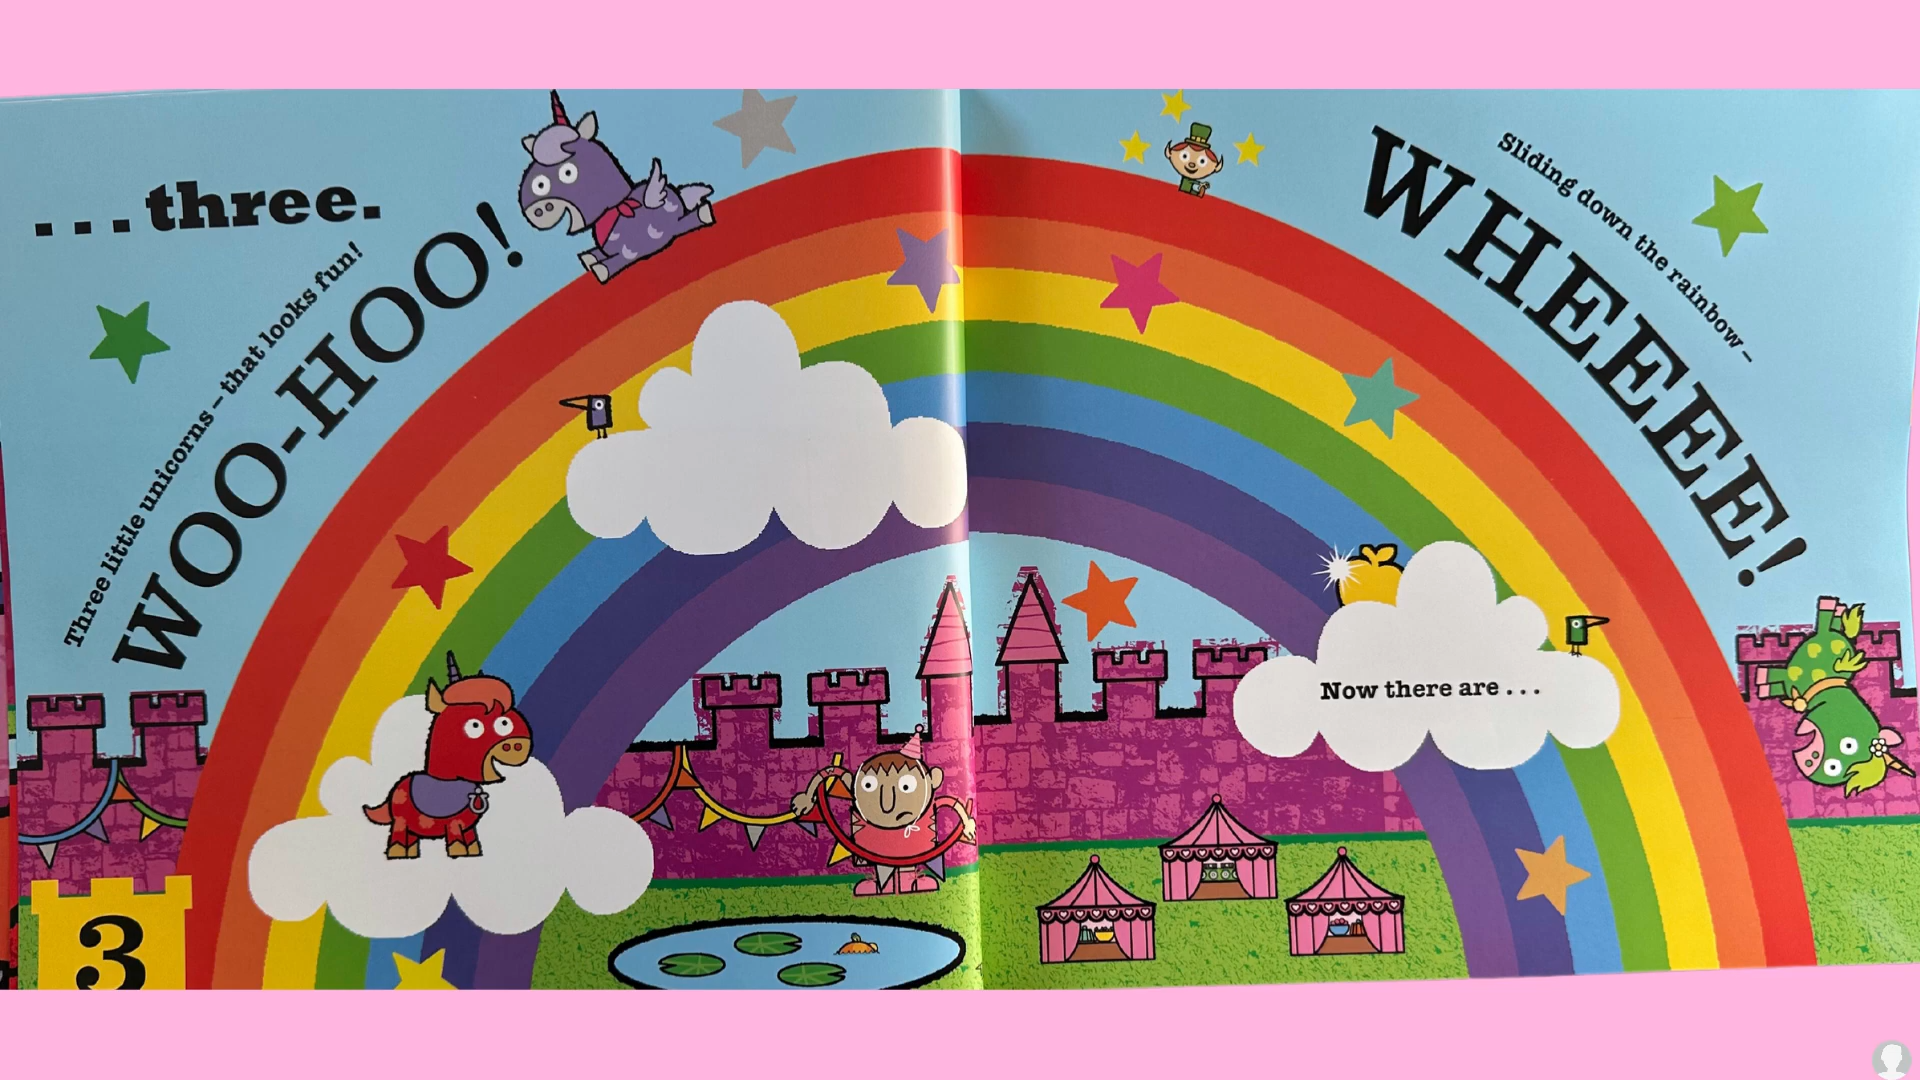 . . . three.
Three little unicorns – that looks fun!
WOO-HOO!
3
Sliding down the rainbow –
WHEEEE!
Now there are . . .